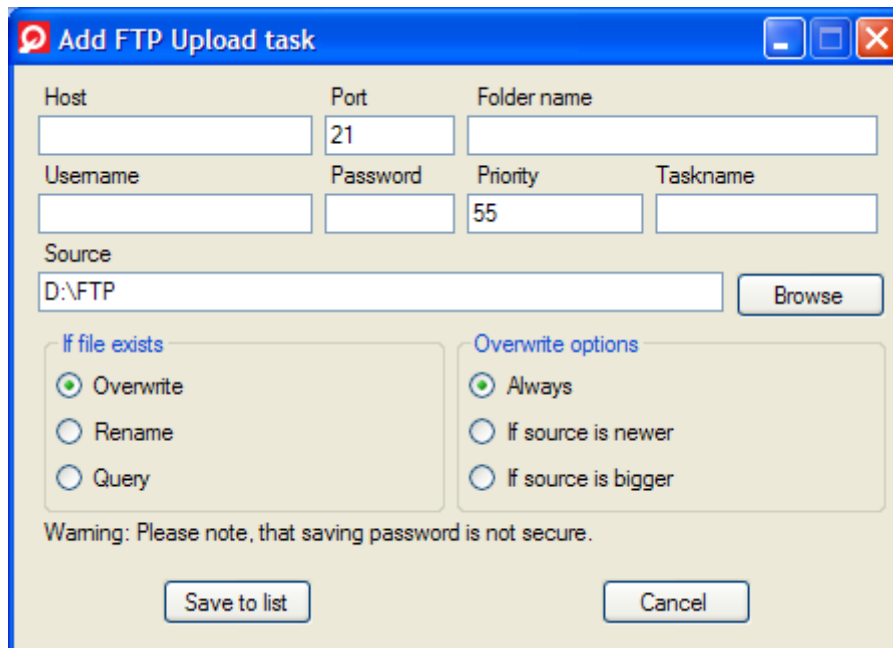 Add FTP Upload task
Host Port Folder name
21
Username Password Priority Taskname
55
Source
D:\FTP Browse
If file exists Overwrite options
Overwrite Always
Rename If source is newer
Query If source is bigger
Warning: Please note, that saving password is not secure.
Save to list Cancel